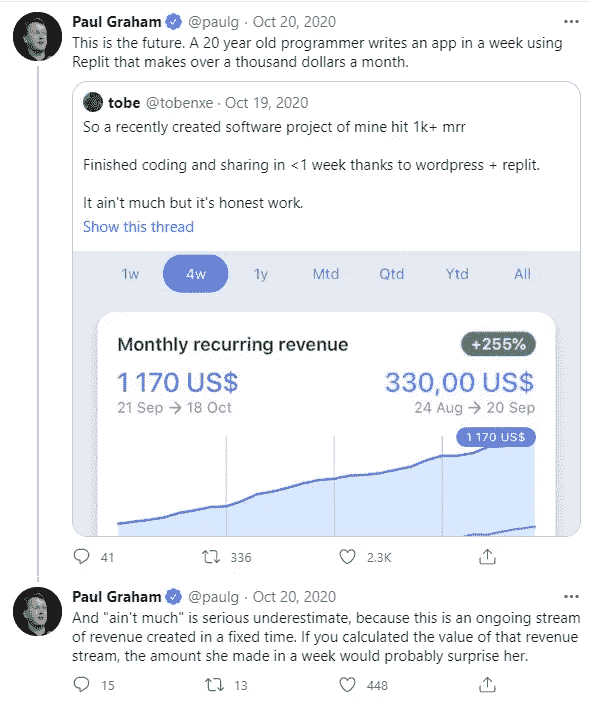 Paul Graham @paulg · Oct 20, 2020
This is the future. A 20 year old programmer writes an app in a week using
Replit that makes over a thousand dollars a month.
tobe @tobenxe · Oct 19, 2020
So a recently created software project of mine hit 1k+ mrr
Finished coding and sharing in <1 week thanks to wordpress + replit.
It ain't much but it's honest work.
Show this thread
1w 4w 1y Mtd Qtd Ytd All
Monthly recurring revenue +255%
1 170 US$ 330,00 US$
21 Sep → 18 Oct 24 Aug → 20 Sep
1 170 US$
41 336 2.3K
Paul Graham @paulg · Oct 20, 2020
And "ain't much" is serious underestimate, because this is an ongoing stream
of revenue created in a fixed time. If you calculated the value of that revenue
stream, the amount she made in a week would probably surprise her.
15 13 448